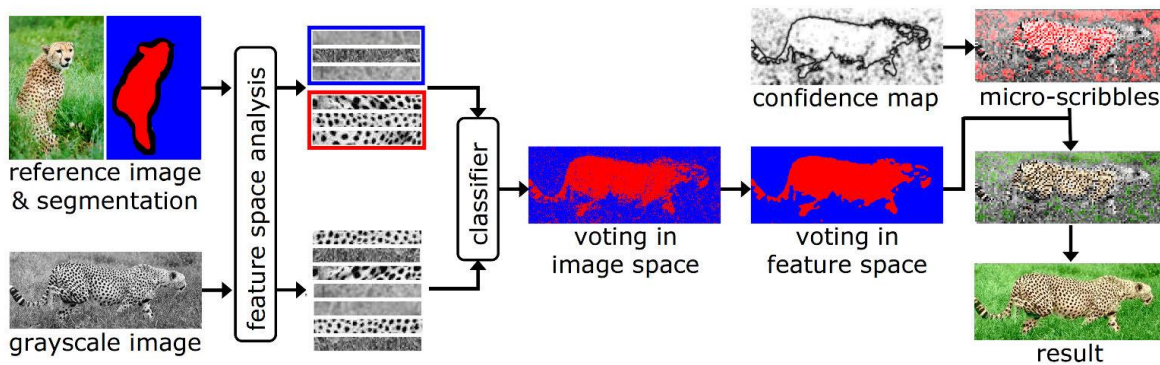 reference image
& segmentation
grayscale image
feature space analysis
classifier
voting in
image space
voting in
feature space
confidence map
micro-scribbles
result